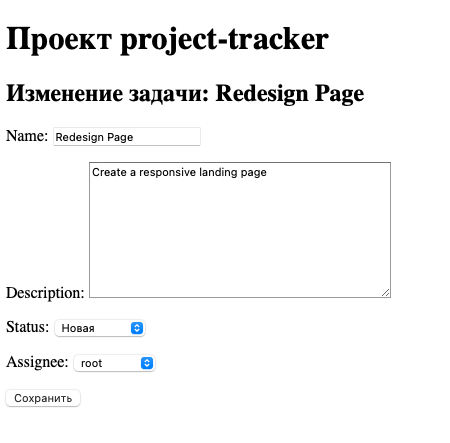 Проект project-tracker
Изменение задачи: Redesign Page
Name: Redesign Page
Create a responsive landing page
Description:
Status: Новая
Assignee: root
Сохранить